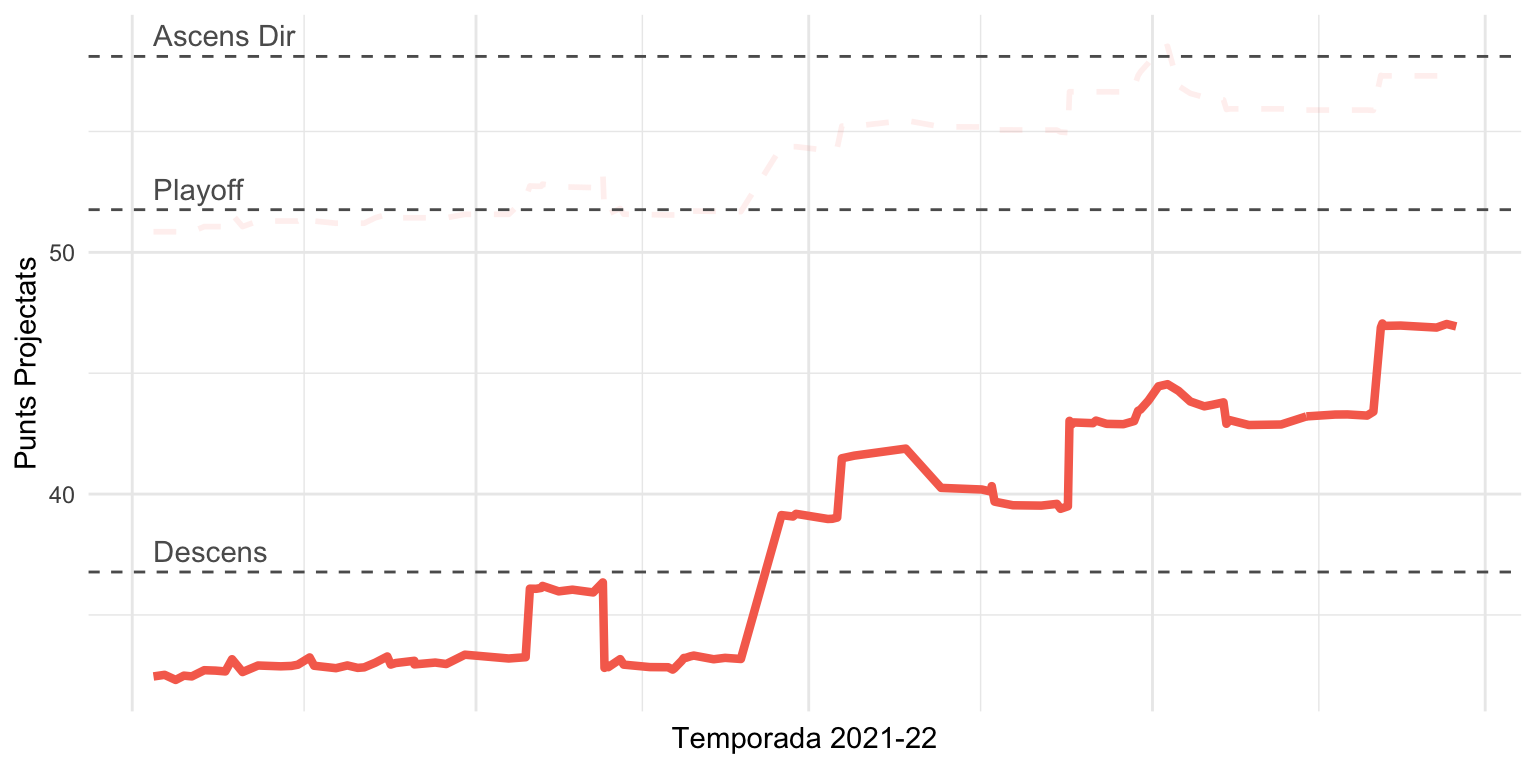 Ascens Dir
Playoff
50
Punts Projectats
40
Descens
Temporada 2021-22